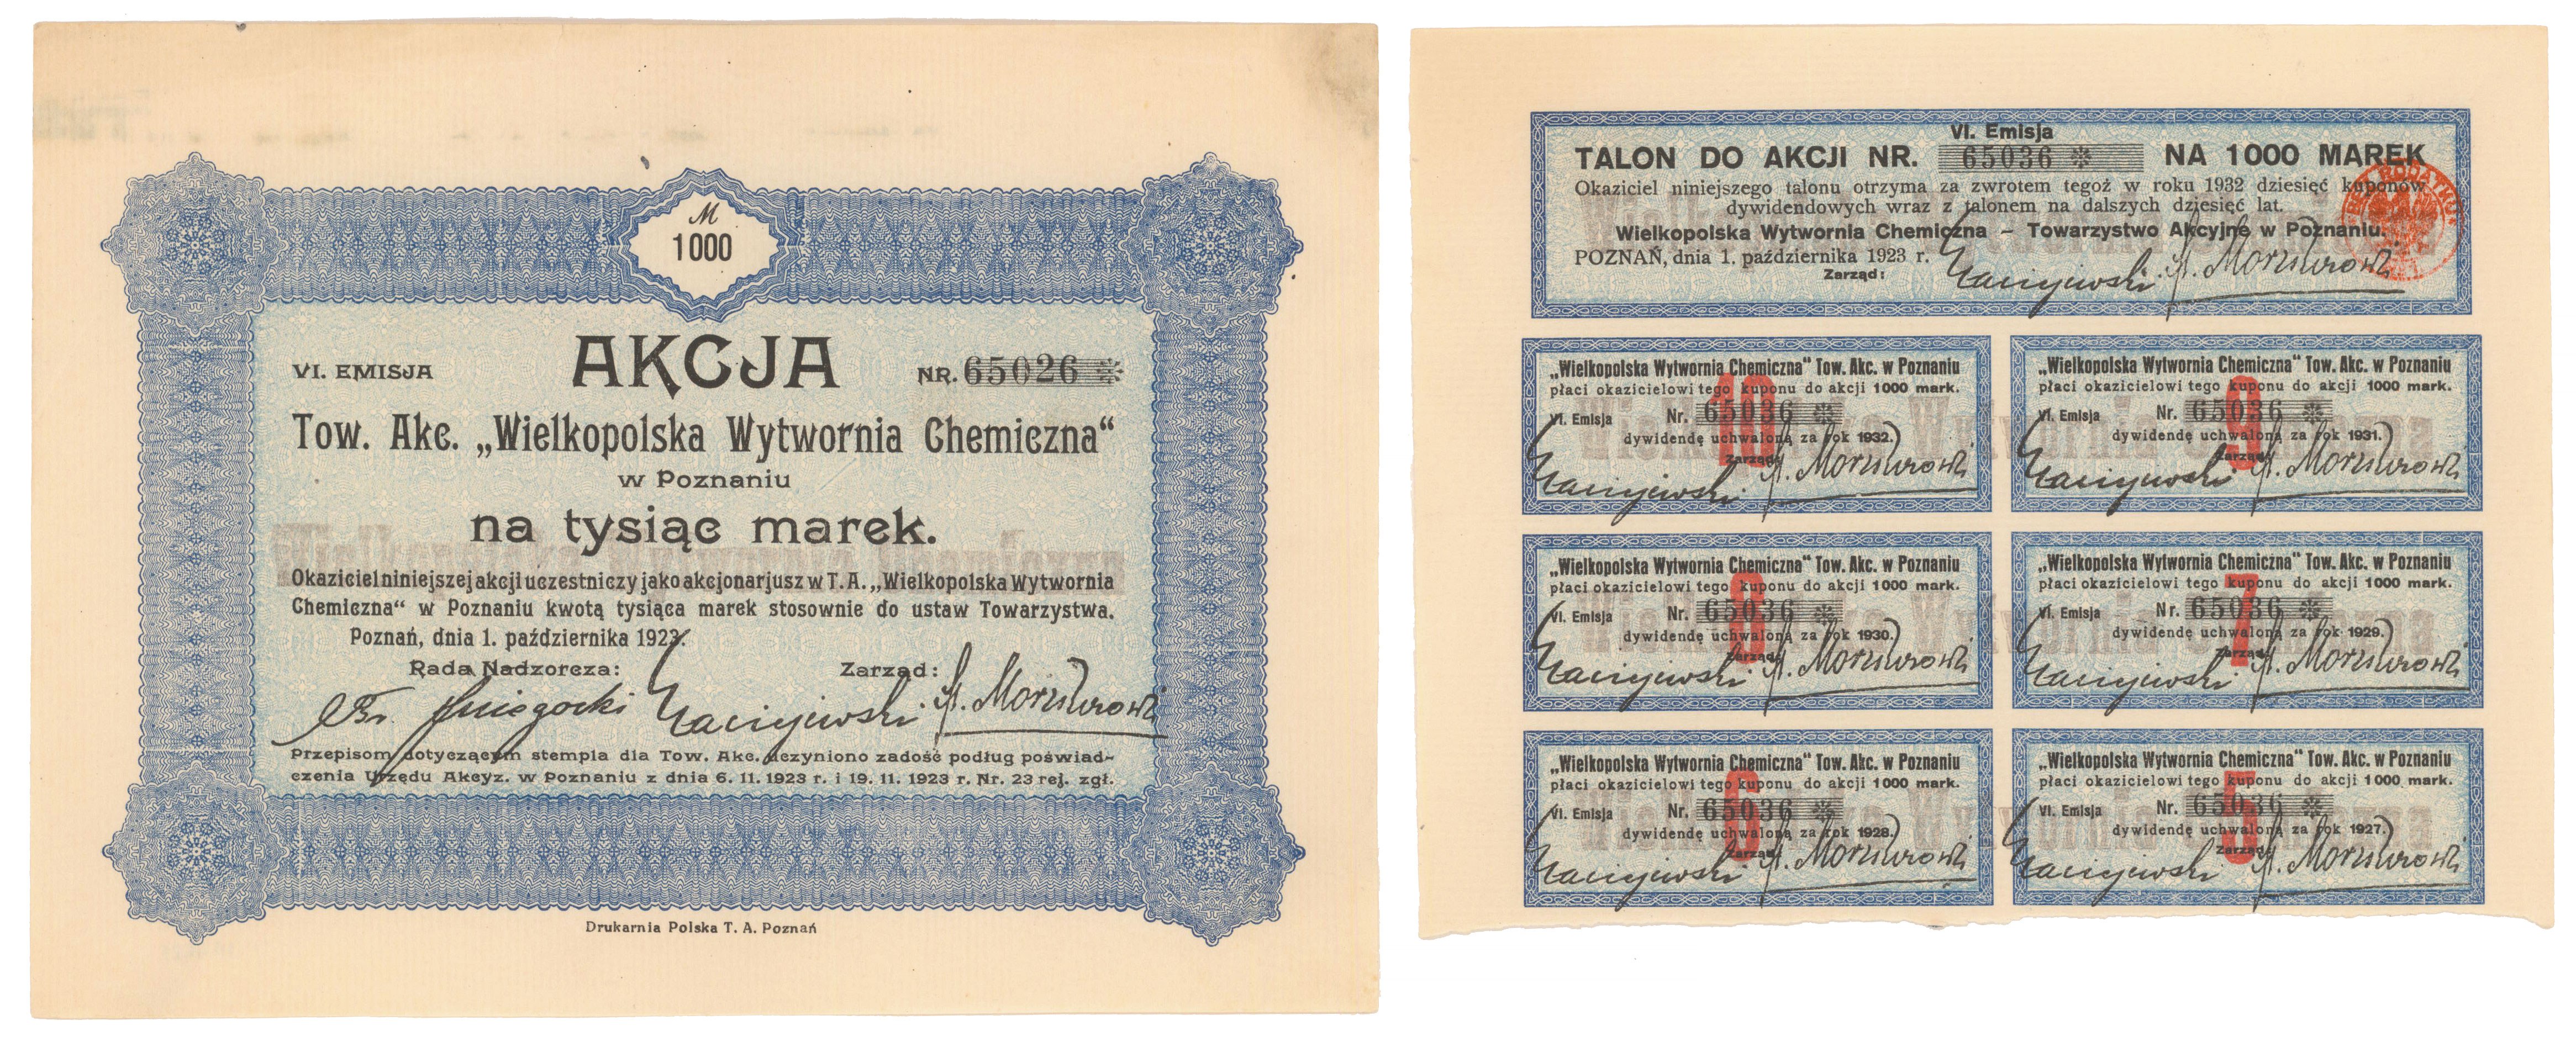 M
1000
VI. EMISJA
AKCJA
NR. 65026 *
Tow. Akc. „Wielkopolska Wytwornia Chemiczna“
w Poznaniu
na tysiąc marek.
Okaziciel niniejszej akcji uczestniczy jako akcjonarjusz w T. A. „Wielkopolska Wytwornia
Chemiczna“ w Poznaniu kwotą tysiąca marek stosownie do ustaw Towarzystwa.
Poznań, dnia 1. października 1923.
Rada Nadzorcza:
Zarząd:
Przepisom dotyczącym stempla dla Tow. Akc. uczyniono zadość podług poświad-
czenia Urzędu Akcyz. w Poznaniu z dnia 6. 11. 1923 r. i 19. 11. 1923 r. Nr. 23 rej. zgł.
Drukarnia Polska T. A. Poznań
VI. Emisja
TALON DO AKCJI NR. 65036 * NA 1000 MAREK
Okaziciel niniejszego talonu otrzyma za zwrotem tegoż w roku 1932 dziesięć kuponów
dywidendowych wraz z talonem na dalszych dziesięć lat.
Wielkopolska Wytwornia Chemiczna – Towarzystwo Akcyjne w Poznaniu.
POZNAŃ, dnia 1. października 1923 r.
Zarząd:
„Wielkopolska Wytwornia Chemiczna“ Tow. Akc. w Poznaniu
płaci okazicielowi tego kuponu do akcji 1000 mark.
10
VI. Emisja Nr. 65036 *
dywidendę uchwaloną za rok 1932.
Zarząd:
„Wielkopolska Wytwornia Chemiczna“ Tow. Akc. w Poznaniu
płaci okazicielowi tego kuponu do akcji 1000 mark.
9
VI. Emisja Nr. 65036 *
dywidendę uchwaloną za rok 1931.
Zarząd:
„Wielkopolska Wytwornia Chemiczna“ Tow. Akc. w Poznaniu
płaci okazicielowi tego kuponu do akcji 1000 mark.
8
VI. Emisja Nr. 65036 *
dywidendę uchwaloną za rok 1930.
Zarząd:
„Wielkopolska Wytwornia Chemiczna“ Tow. Akc. w Poznaniu
płaci okazicielowi tego kuponu do akcji 1000 mark.
7
VI. Emisja Nr. 65036 *
dywidendę uchwaloną za rok 1929.
Zarząd:
„Wielkopolska Wytwornia Chemiczna“ Tow. Akc. w Poznaniu
płaci okazicielowi tego kuponu do akcji 1000 mark.
6
VI. Emisja Nr. 65036 *
dywidendę uchwaloną za rok 1928.
Zarząd:
„Wielkopolska Wytwornia Chemiczna“ Tow. Akc. w Poznaniu
płaci okazicielowi tego kuponu do akcji 1000 mark.
5
VI. Emisja Nr. 65036 *
dywidendę uchwaloną za rok 1927.
Zarząd: